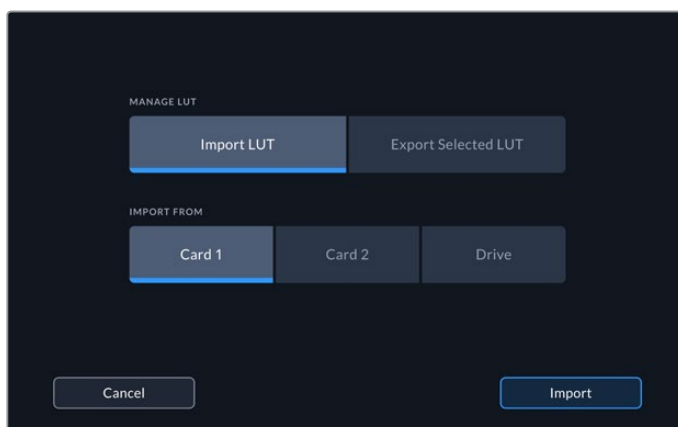 MANAGE LUT
Import LUT Export Selected LUT
IMPORT FROM
Card 1 Card 2 Drive
Cancel Import